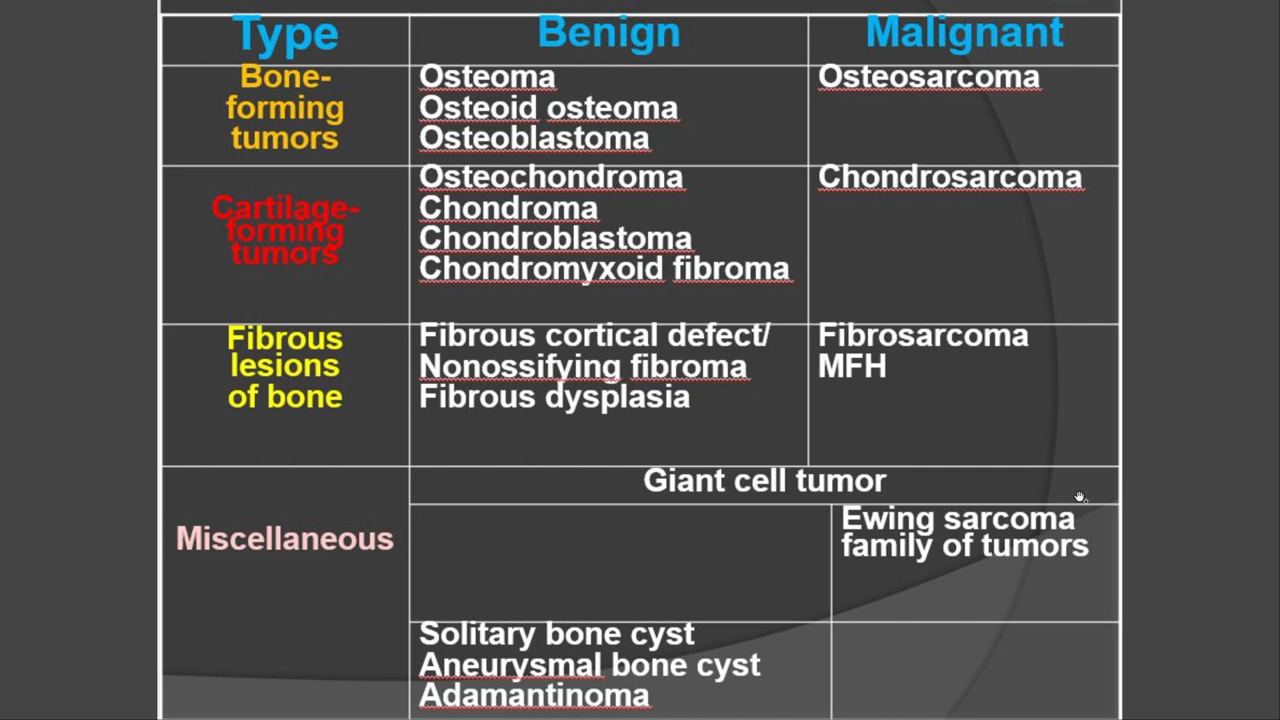 Type Benign Malignant
Bone-
forming
tumors
Osteoma
Osteoid osteoma
Osteoblastoma
Osteosarcoma
Cartilage-
forming
tumors
Osteochondroma
Chondroma
Chondroblastoma
Chondromyxoid fibroma
Chondrosarcoma
Fibrous
lesions
of bone
Fibrous cortical defect/
Nonossifying fibroma
Fibrous dysplasia
Fibrosarcoma
MFH
Miscellaneous
Giant cell tumor
Ewing sarcoma
family of tumors
Solitary bone cyst
Aneurysmal bone cyst
Adamantinoma